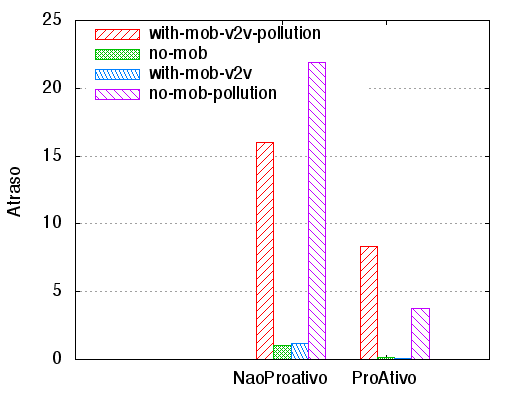 25
20
15
10
5
0
Atraso
with-mob-v2v-pollution
no-mob
with-mob-v2v
no-mob-pollution
NaoProativo
ProAtivo